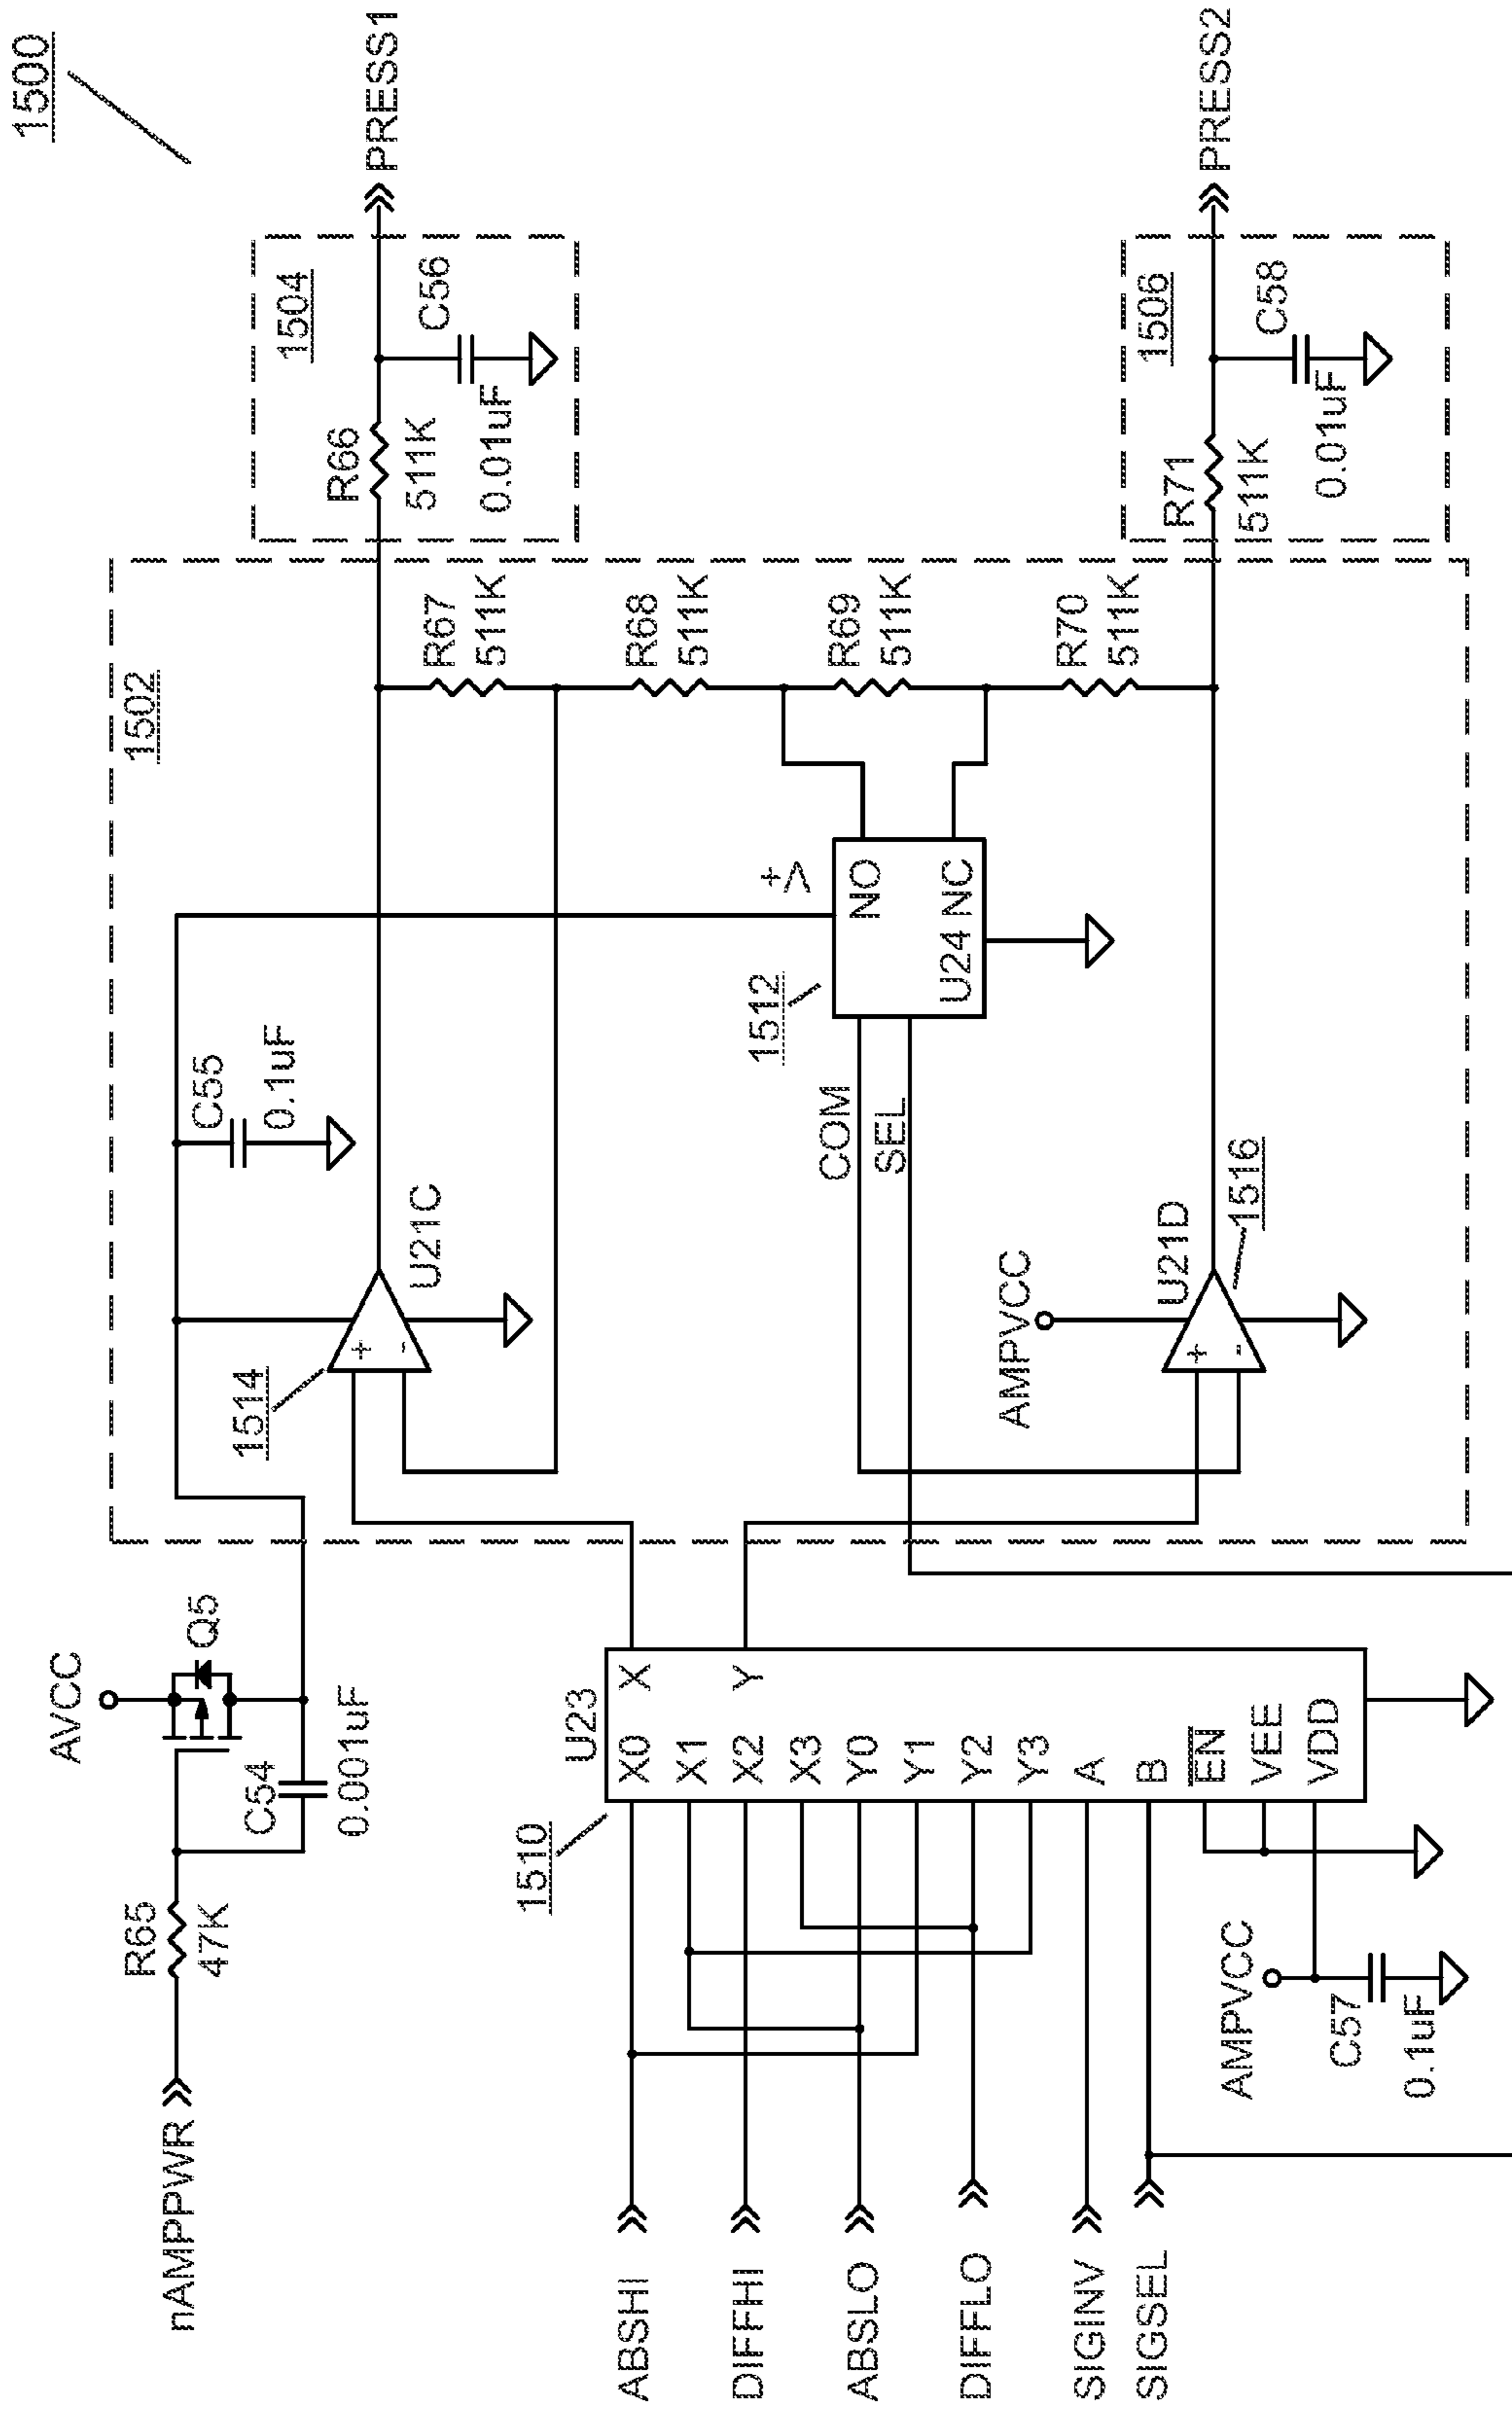 1500
nAMPPWR
R65
47K
C54
0.001uF
AVCC
Q5
1502
C55
0.1uF
1514
+
-
U21C
R67
511K
R68
511K
R69
511K
R70
511K
1504
R66
511K
C56
0.01uF
PRESS1
1506
R71
511K
C58
0.01uF
PRESS2
1512
+V
NO
U24 NC
COM
SEL
AMPVCC
U21D
+
-
1516
1510
U23
X0 X
X1
X2 Y
X3
Y0
Y1
Y2
Y3
A
B
EN
VEE
VDD
ABSHI
DIFFHI
ABSLO
DIFFLO
SIGINV
SIGSEL
AMPVCC
C57
0.1uF